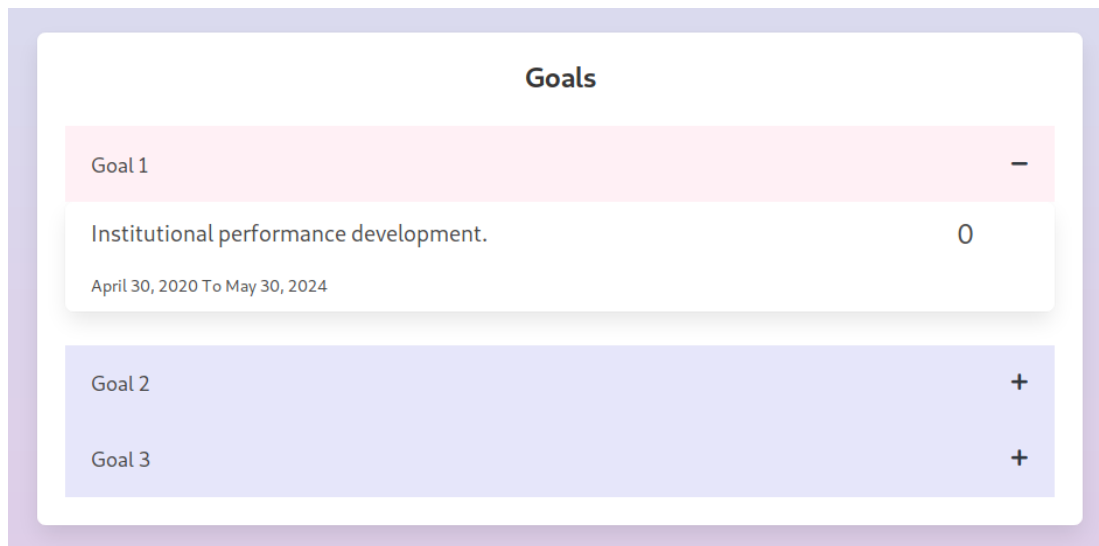 Goals
Goal 1 −
Institutional performance development. 0
April 30, 2020 To May 30, 2024
Goal 2 +
Goal 3 +